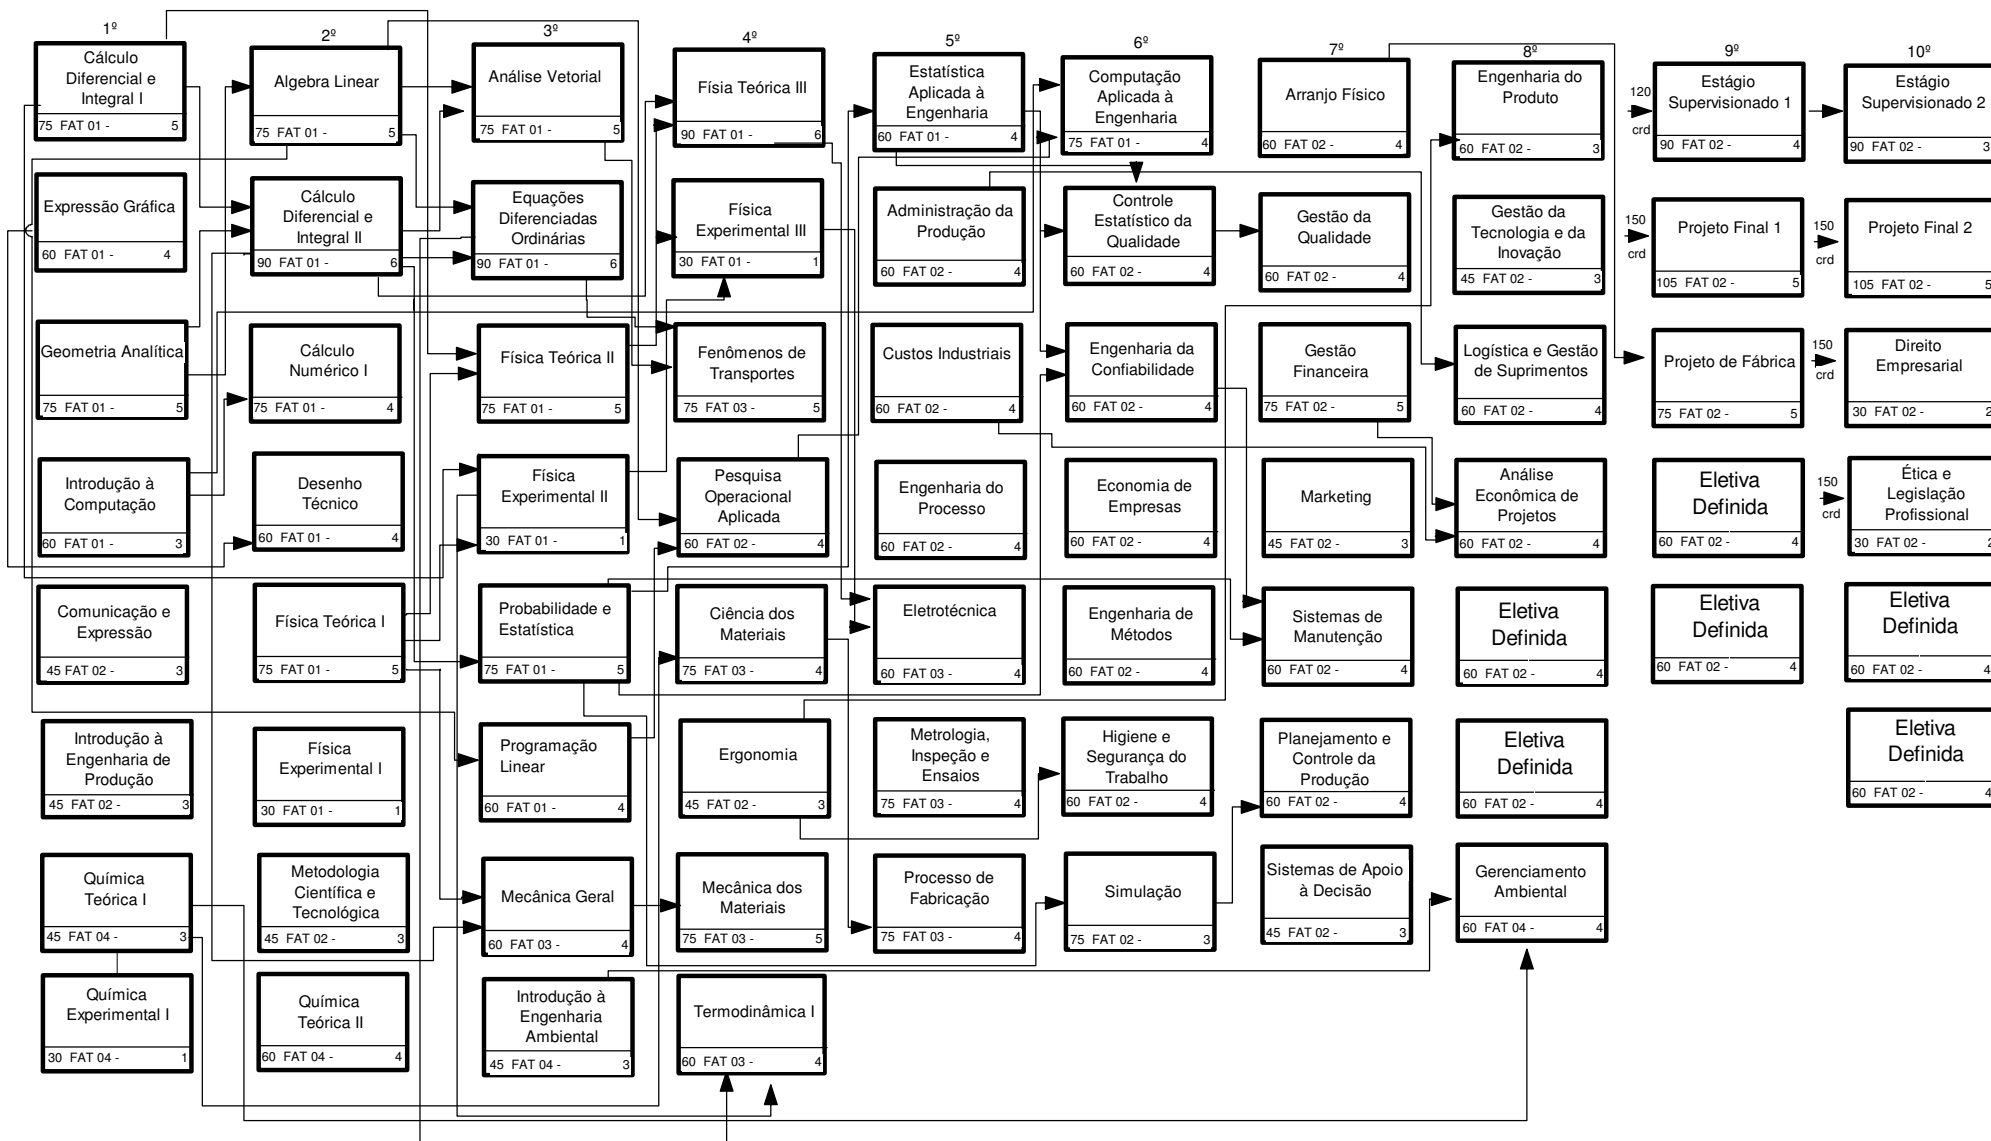 1º
Cálculo
Diferencial e
Integral I
75 FAT 01 - 5
Expressão Gráfica
60 FAT 01 - 4
Geometria Analítica
75 FAT 01 - 5
Introdução à
Computação
60 FAT 01 - 3
Comunicação e
Expressão
45 FAT 02 - 3
Introdução à
Engenharia de
Produção
45 FAT 02 - 3
Química
Teórica I
45 FAT 04 - 3
Química
Experimental I
30 FAT 04 - 1
2º
Algebra Linear
75 FAT 01 - 5
Cálculo
Diferencial e
Integral II
90 FAT 01 - 6
Cálculo
Numérico I
75 FAT 01 - 4
Desenho
Técnico
60 FAT 01 - 4
Física Teórica I
75 FAT 01 - 5
Física
Experimental I
30 FAT 01 - 1
Metodologia
Científica e
Tecnológica
45 FAT 02 - 3
Química
Teórica II
60 FAT 04 - 4
3º
Análise Vetorial
75 FAT 01 - 5
Equações
Diferenciadas
Ordinárias
90 FAT 01 - 6
Física Teórica II
75 FAT 01 - 5
Física
Experimental II
30 FAT 01 - 1
Probabilidade e
Estatística
75 FAT 01 - 5
Programação
Linear
60 FAT 01 - 4
Mecânica Geral
60 FAT 03 - 4
Introdução à
Engenharia
Ambiental
45 FAT 04 - 3
4º
Físia Teórica III
90 FAT 01 - 6
Física
Experimental III
30 FAT 01 - 1
Fenômenos de
Transportes
75 FAT 03 - 5
Pesquisa
Operacional
Aplicada
60 FAT 02 - 4
Ciência dos
Materiais
75 FAT 03 - 4
Ergonomia
45 FAT 02 - 3
Mecânica dos
Materiais
75 FAT 03 - 5
Termodinâmica I
60 FAT 03 - 4
5º
Estatística
Aplicada à
Engenharia
60 FAT 01 - 4
Administração da
Produção
60 FAT 02 - 4
Custos Industriais
60 FAT 02 - 4
Engenharia do
Processo
60 FAT 02 - 4
Eletrotécnica
60 FAT 03 - 4
Metrologia,
Inspeção e
Ensaios
75 FAT 03 - 4
Processo de
Fabricação
75 FAT 03 - 4
6º
Computação
Aplicada à
Engenharia
75 FAT 01 - 4
Controle
Estatístico da
Qualidade
60 FAT 02 - 4
Engenharia da
Confiabilidade
60 FAT 02 - 4
Economia de
Empresas
60 FAT 02 - 4
Engenharia de
Métodos
60 FAT 02 - 4
Higiene e
Segurança do
Trabalho
60 FAT 02 - 4
Simulação
75 FAT 02 - 3
7º
Arranjo Físico
60 FAT 02 - 4
Gestão da
Qualidade
60 FAT 02 - 4
Gestão
Financeira
75 FAT 02 - 5
Marketing
45 FAT 02 - 3
Sistemas de
Manutenção
60 FAT 02 - 4
Planejamento e
Controle da
Produção
60 FAT 02 - 4
Sistemas de Apoio
à Decisão
45 FAT 02 - 3
8º
Engenharia do
Produto
60 FAT 02 - 3
Gestão da
Tecnologia e da
Inovação
45 FAT 02 - 3
Logística e Gestão
de Suprimentos
60 FAT 02 - 4
Análise
Econômica de
Projetos
60 FAT 02 - 4
Eletiva
Definida
60 FAT 02 - 4
Eletiva
Definida
60 FAT 02 - 4
Gerenciamento
Ambiental
60 FAT 04 - 4
9º
120
crd
Estágio
Supervisionado 1
90 FAT 02 - 4
150
crd
Projeto Final 1
105 FAT 02 - 5
Projeto de Fábrica
75 FAT 02 - 5
Eletiva
Definida
60 FAT 02 - 4
Eletiva
Definida
60 FAT 02 - 4
10º
Estágio
Supervisionado 2
90 FAT 02 - 3
150
crd
Projeto Final 2
105 FAT 02 - 5
150
crd
Direito
Empresarial
30 FAT 02 - 2
150
crd
Ética e
Legislação
Profissional
30 FAT 02 - 2
Eletiva
Definida
60 FAT 02 - 4
Eletiva
Definida
60 FAT 02 - 4